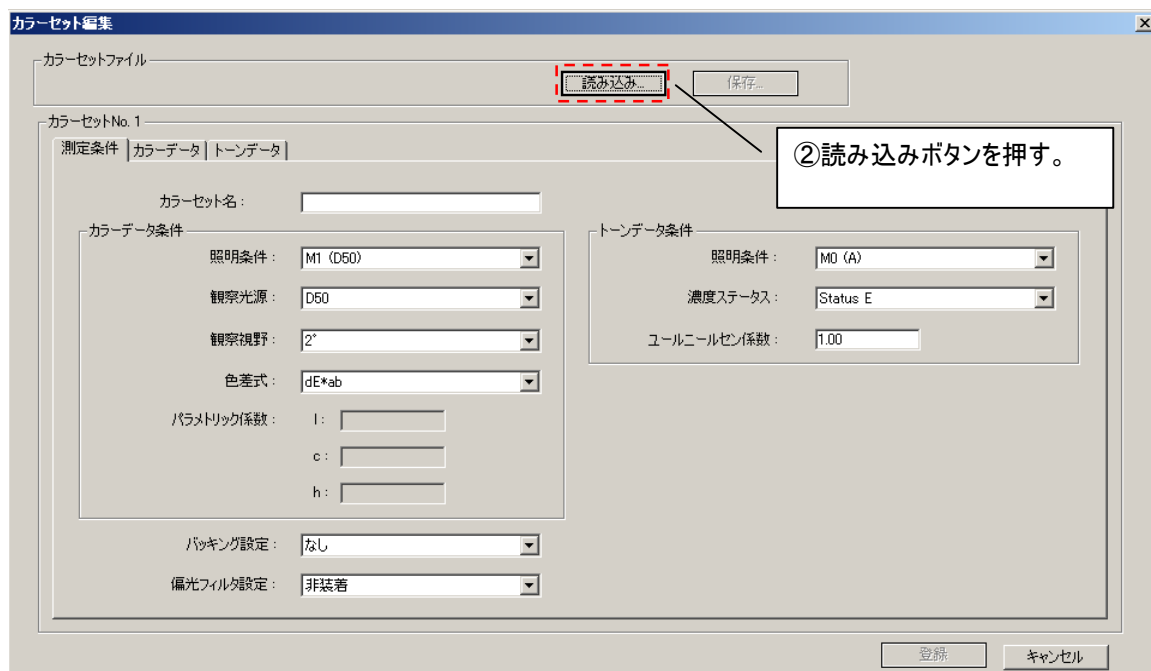 カラーセット編集
カラーセットファイル
読み込み...
保存...
カラーセットNo. 1
測定条件
カラーデータ
トーンデータ
②読み込みボタンを押す。
カラーセット名：
カラーデータ条件
照明条件： M1 (D50)
観察光源： D50
観察視野： 2°
色差式： dE*ab
パラメトリック係数： l：
c：
h：
トーンデータ条件
照明条件： M0 (A)
濃度ステータス： Status E
ユールニールセン係数： 1.00
バッキング設定： なし
偏光フィルタ設定： 非装着
登録
キャンセル